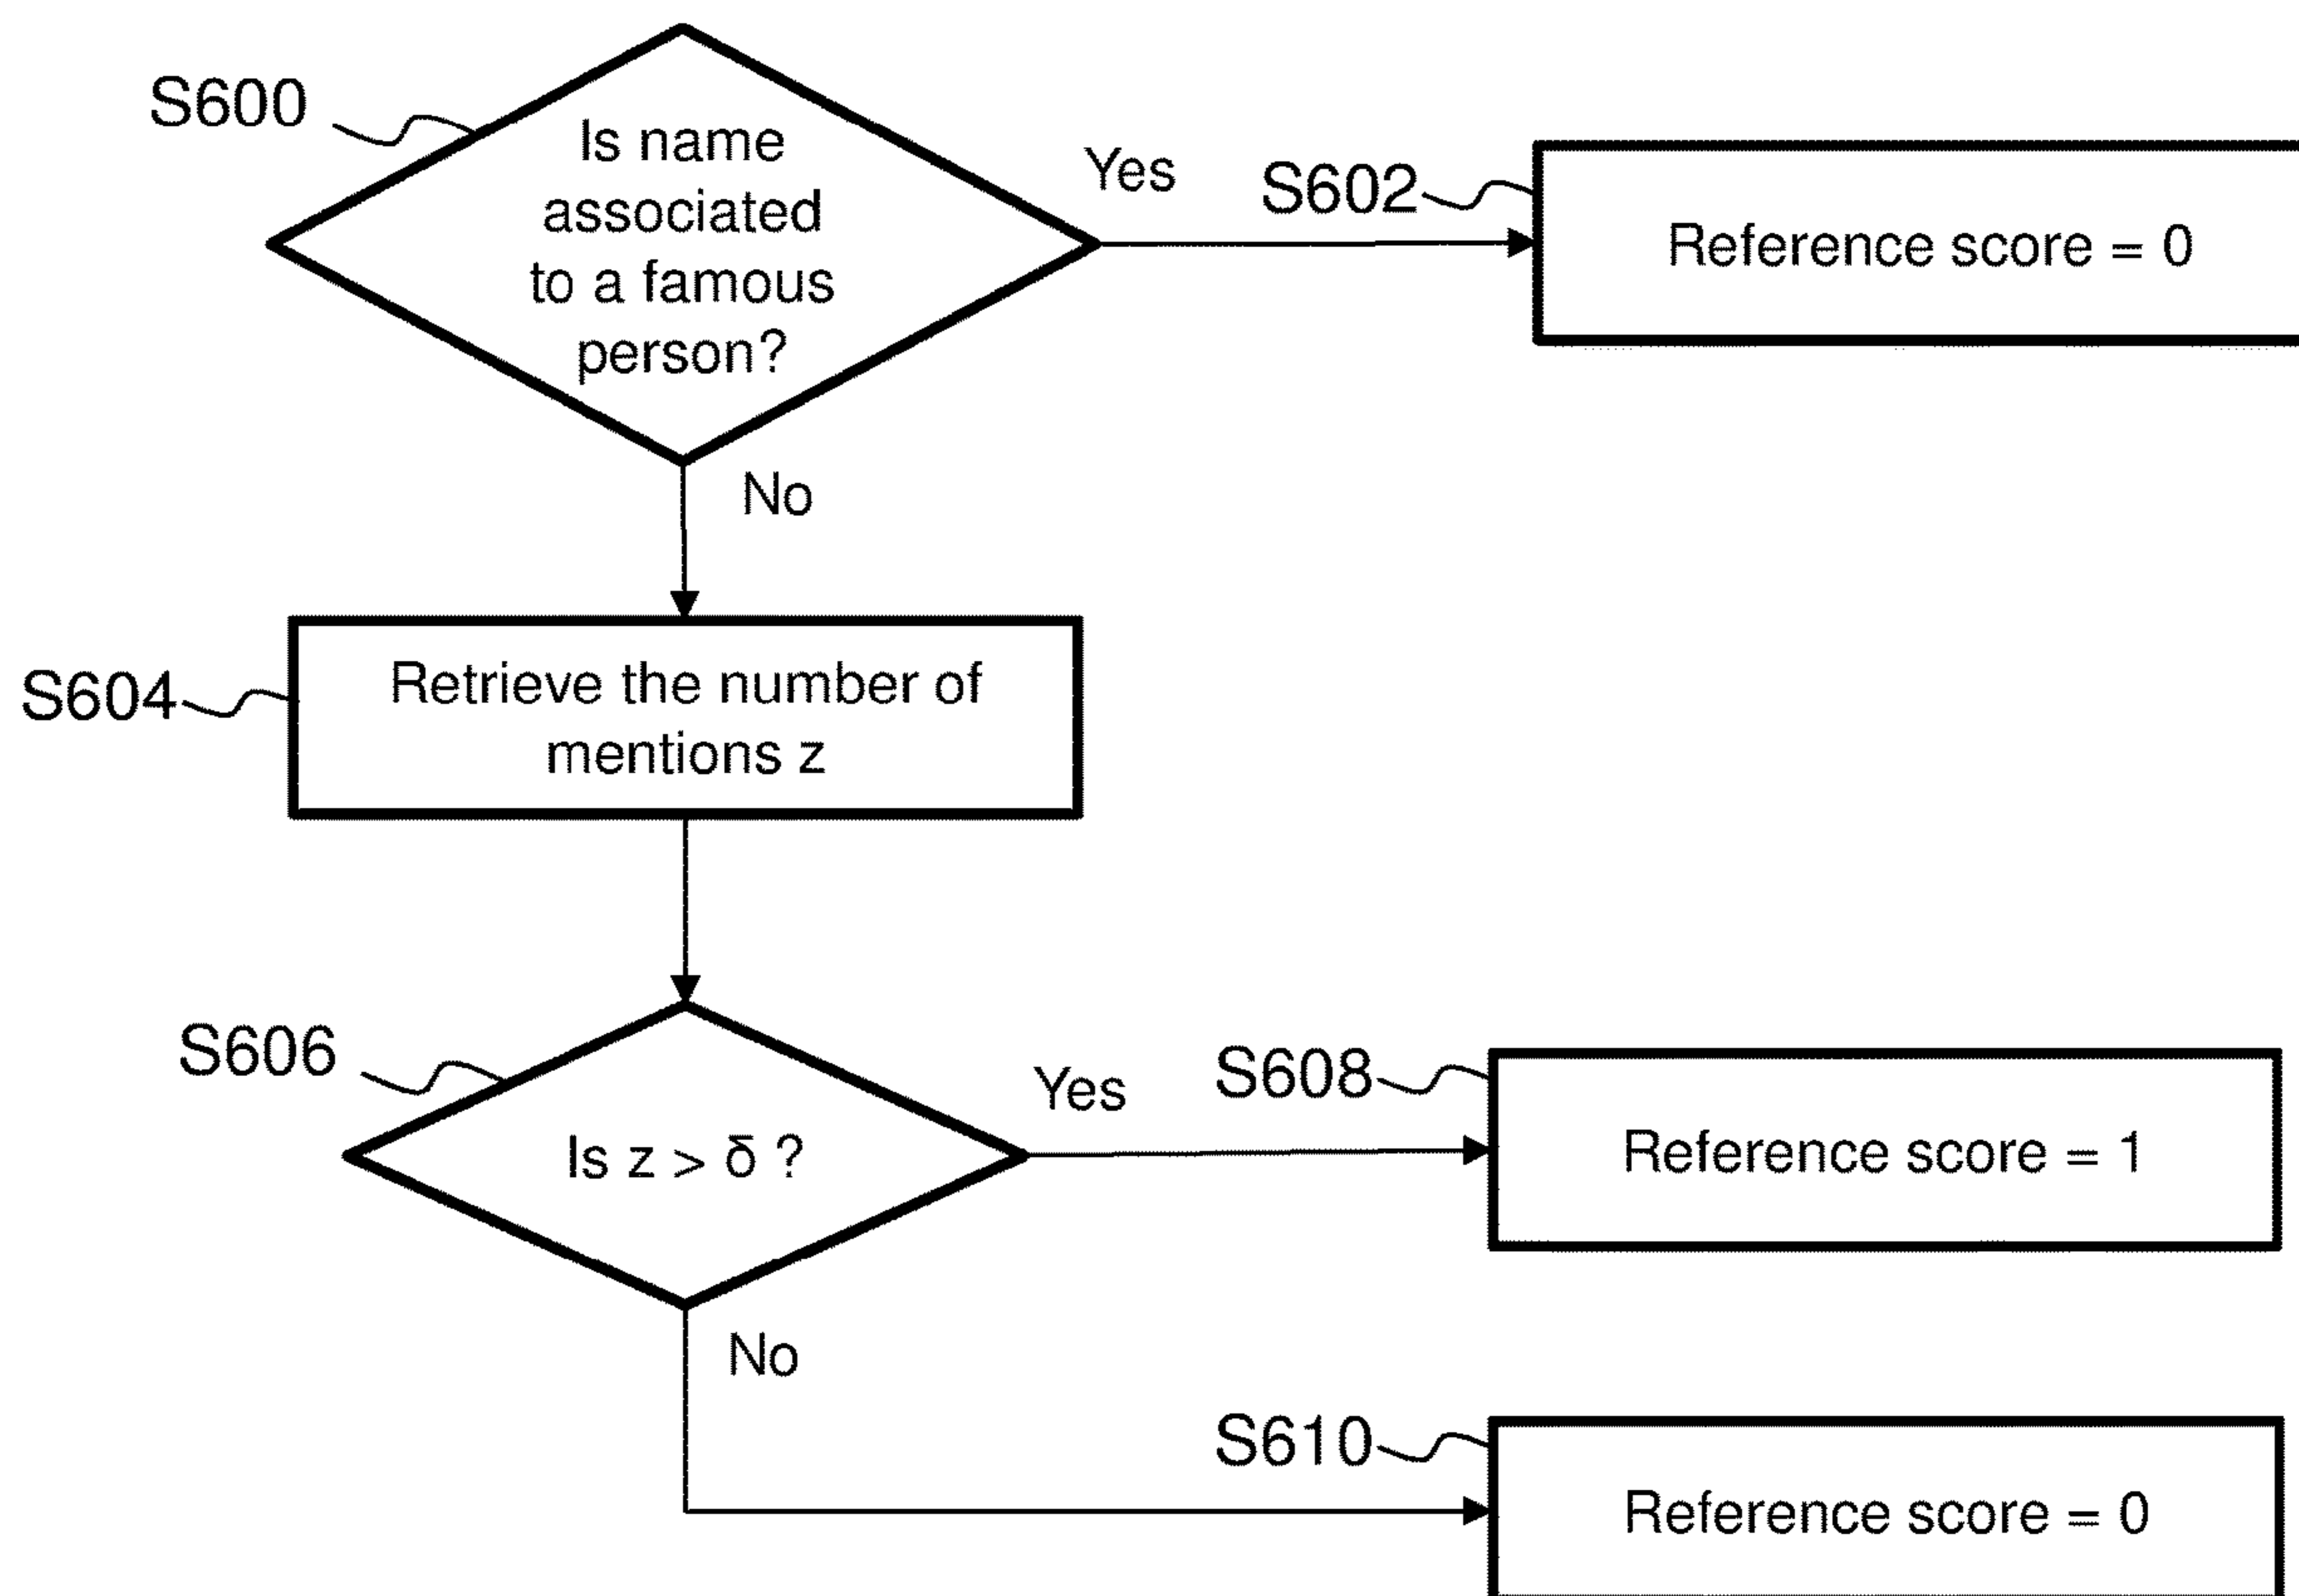 S600
Is name
associated
to a famous
person?
Yes
S602
Reference score = 0
No
S604
Retrieve the number of
mentions z
S606
Is z > δ ?
Yes
S608
Reference score = 1
No
S610
Reference score = 0